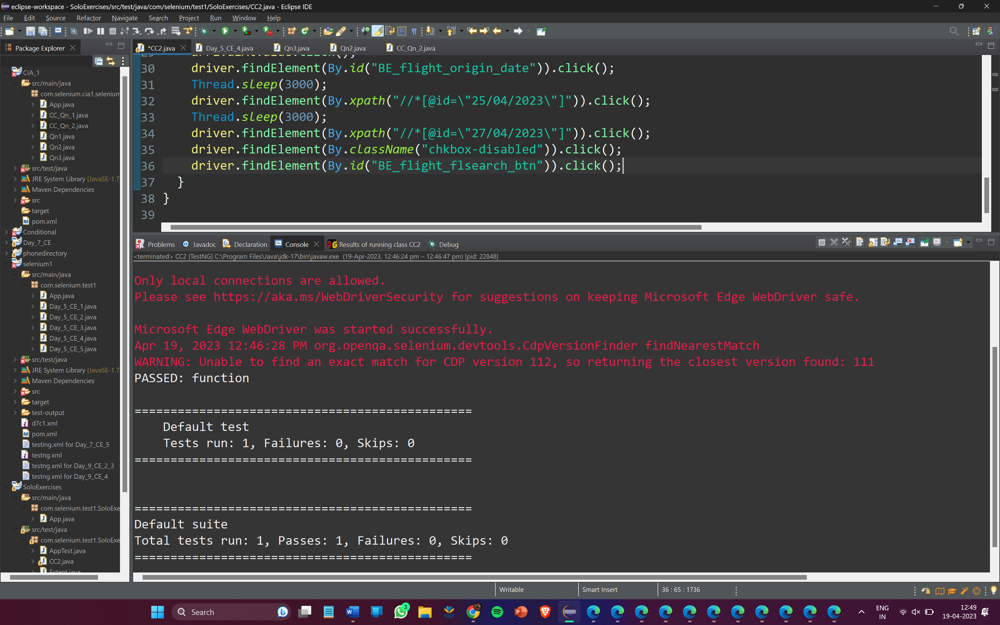 eclipse-workspace - SoloExercises/src/test/java/com/selenium/test1/SoloExercises/CC2.java - Eclipse IDE
File Edit Source Refactor Navigate Search Project Run Window Help
Package Explorer
CIA_1
src/main/java
com.selenium.cia1.selenium
App.java
CC_Qn_1.java
CC_Qn_2.java
Qn1.java
Qn2.java
Qn3.java
src/test/java
JRE System Library [JavaSE-1.7
Maven Dependencies
src
target
pom.xml
Conditional
Day_7_CE
phonedirectory
selenium1
src/main/java
com.selenium.test1
App.java
Day_5_CE_1.java
Day_5_CE_2.java
Day_5_CE_3.java
Day_5_CE_4.java
Day_5_CE_5.java
src/test/java
JRE System Library [JavaSE-1.7
Maven Dependencies
src
target
test-output
d7c1.xml
pom.xml
testing.xml for Day_7_CE_5
testng.xml
testng.xml for Day_9_CE_2_3
testng.xml for Day_9_CE_4
SoloExercises
src/main/java
com.selenium.test1.SoloExe
App.java
src/test/java
com.selenium.test1.SoloExe
AppTest.java
CC2.java
Extent.java
*CC2.java Day_5_CE_4.java Qn3.java Qn2.java CC_Qn_2.java
30 driver.findElement(By.id("BE_flight_origin_date")).click();
31 Thread.sleep(3000);
32 driver.findElement(By.xpath("//*[@id=\"25/04/2023\"]")).click();
33 Thread.sleep(3000);
34 driver.findElement(By.xpath("//*[@id=\"27/04/2023\"]")).click();
35 driver.findElement(By.className("chkbox-disabled")).click();
36 driver.findElement(By.id("BE_flight_flsearch_btn")).click();
37 }
38 }
39
Problems Javadoc Declaration Console Results of running class CC2 Debug
<terminated> CC2 [TestNG] C:\Program Files\Java\jdk-17\bin\javaw.exe (19-Apr-2023, 12:46:24 pm – 12:46:47 pm) [pid: 22848]
Only local connections are allowed.
Please see https://aka.ms/WebDriverSecurity for suggestions on keeping Microsoft Edge WebDriver safe.
Microsoft Edge WebDriver was started successfully.
Apr 19, 2023 12:46:28 PM org.openqa.selenium.devtools.CdpVersionFinder findNearestMatch
WARNING: Unable to find an exact match for CDP version 112, so returning the closest version found: 111
PASSED: function
===============================================
Default test
Tests run: 1, Failures: 0, Skips: 0
===============================================
===============================================
Default suite
Total tests run: 1, Passes: 1, Failures: 0, Skips: 0
===============================================
Writable Smart Insert 36 : 65 : 1736
Search
3
ENG
IN
12:49
19-04-2023